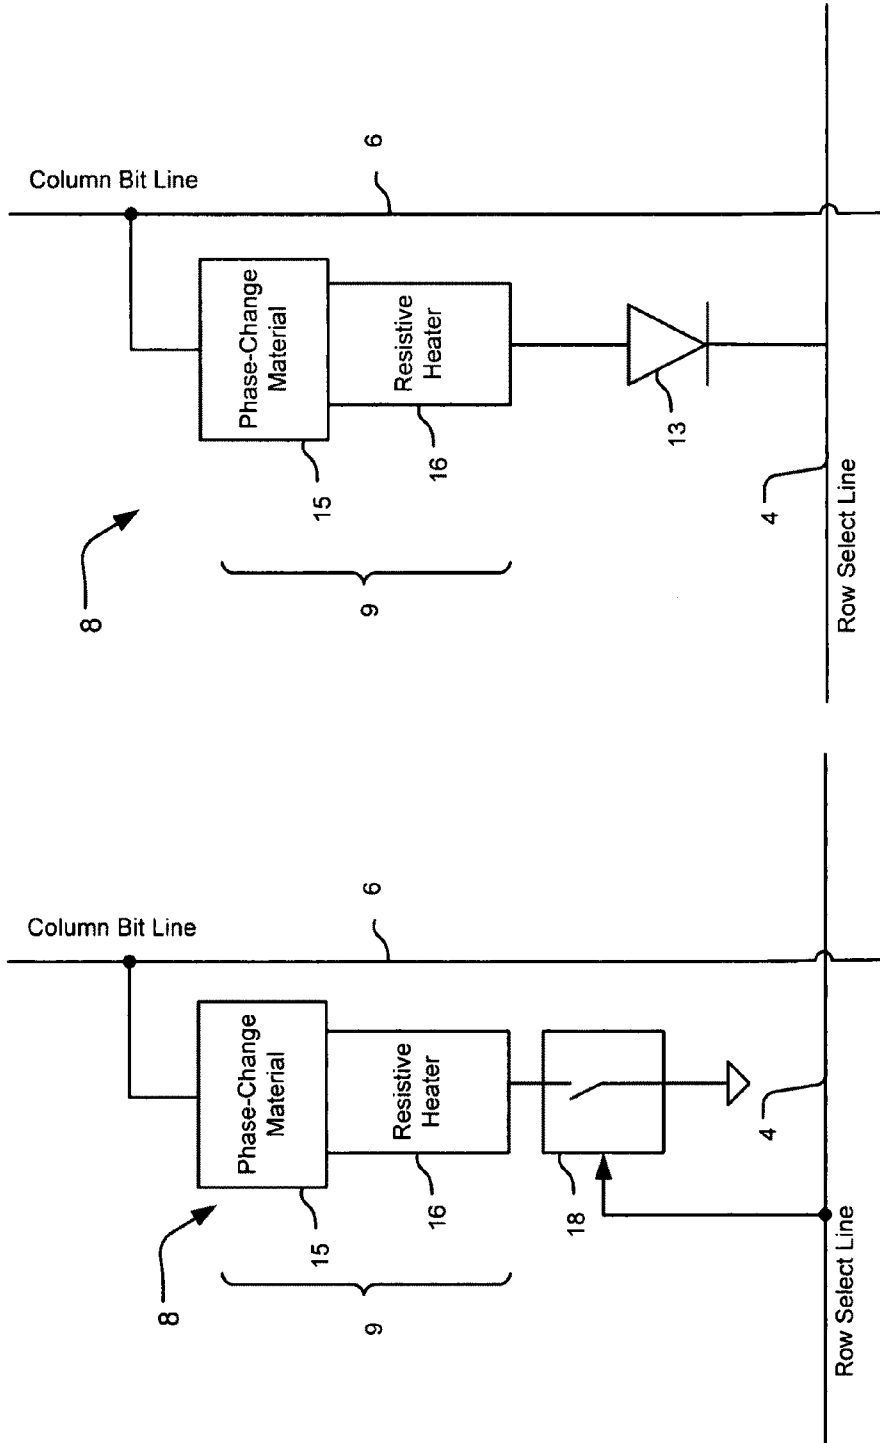 Column Bit Line
6
Phase-Change
Material
Resistive
Heater
15
16
13
8
9
4
Row Select Line
Column Bit Line
6
Phase-Change
Material
Resistive
Heater
15
16
18
8
9
4
Row Select Line